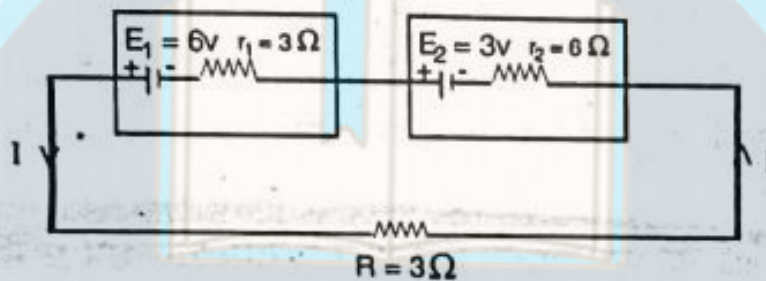 E₁ = 6v r₁ = 3Ω
E₂ = 3v r₂ = 6Ω
+ -
+ -
I
R = 3Ω